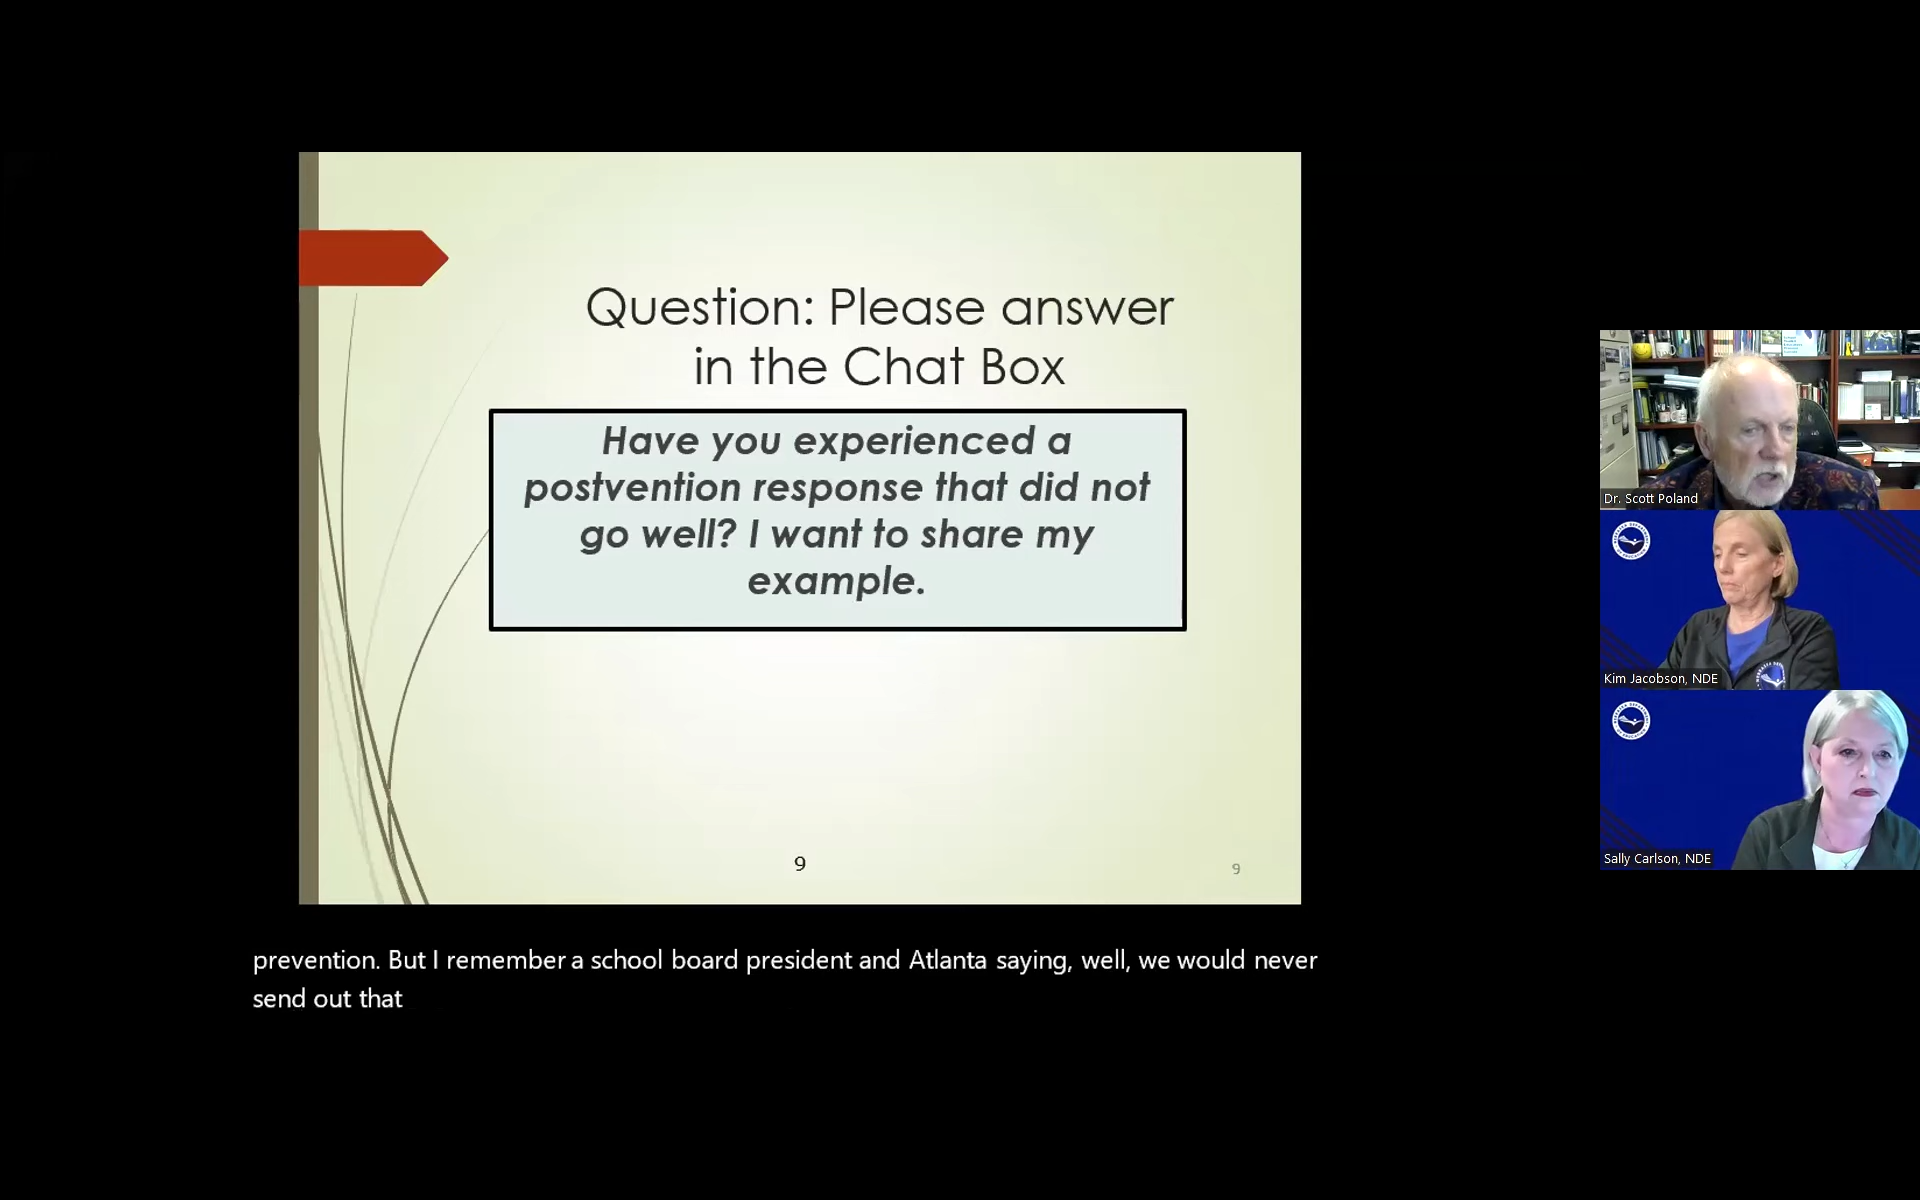 Question: Please answer
in the Chat Box
Have you experienced a
postvention response that did not
go well? I want to share my
example.
9
9
Dr. Scott Poland
Kim Jacobson, NDE
Sally Carlson, NDE
prevention. But I remember a school board president and Atlanta saying, well, we would never
send out that